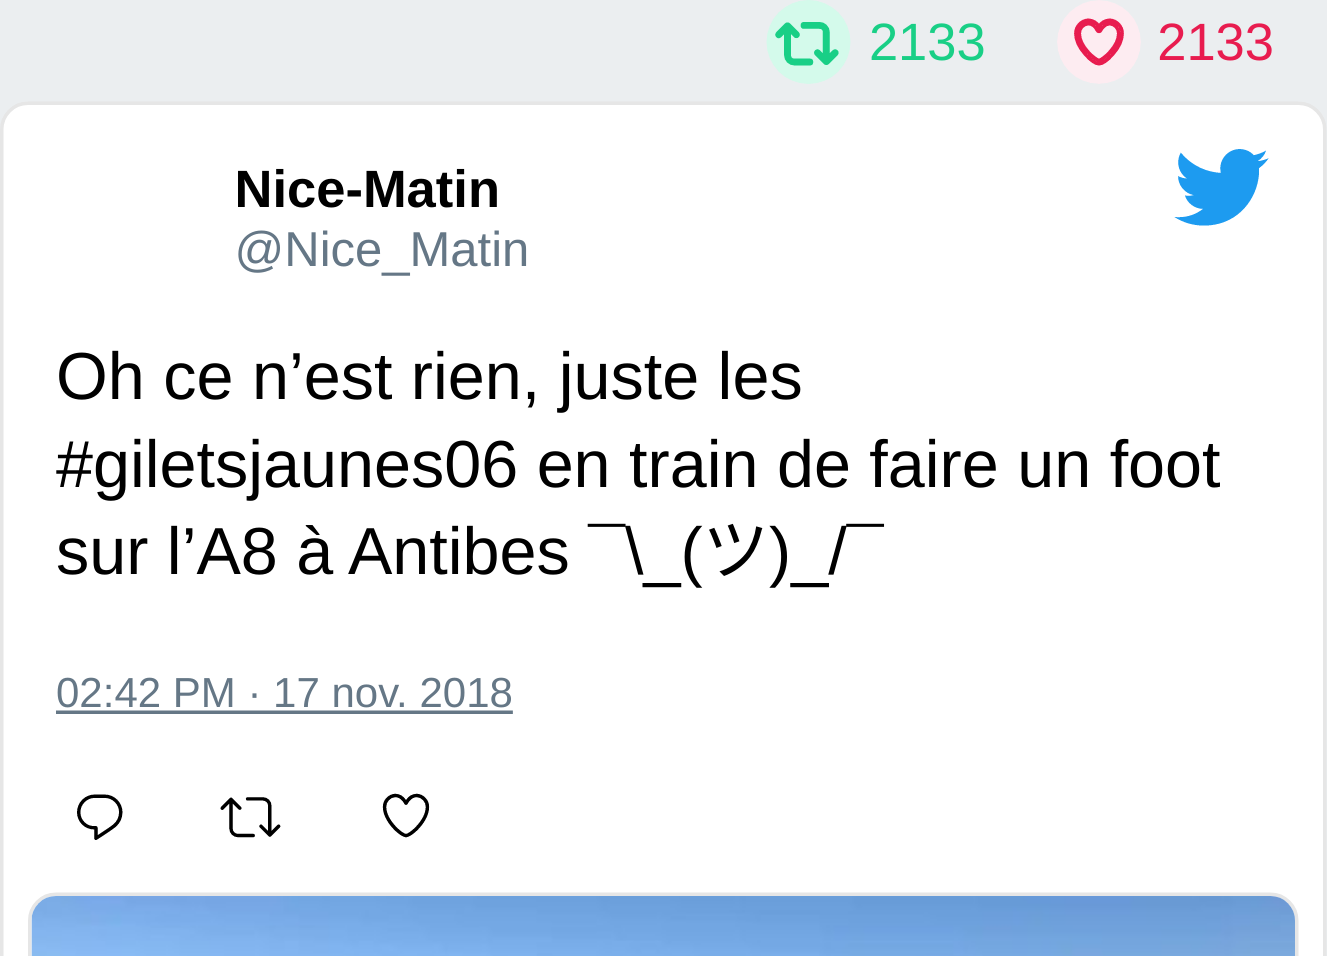 2133 2133
Nice-Matin
@Nice_Matin
Oh ce n’est rien, juste les
#giletsjaunes06 en train de faire un foot
sur l’A8 à Antibes ¯\_(ツ)_/¯
02:42 PM · 17 nov. 2018